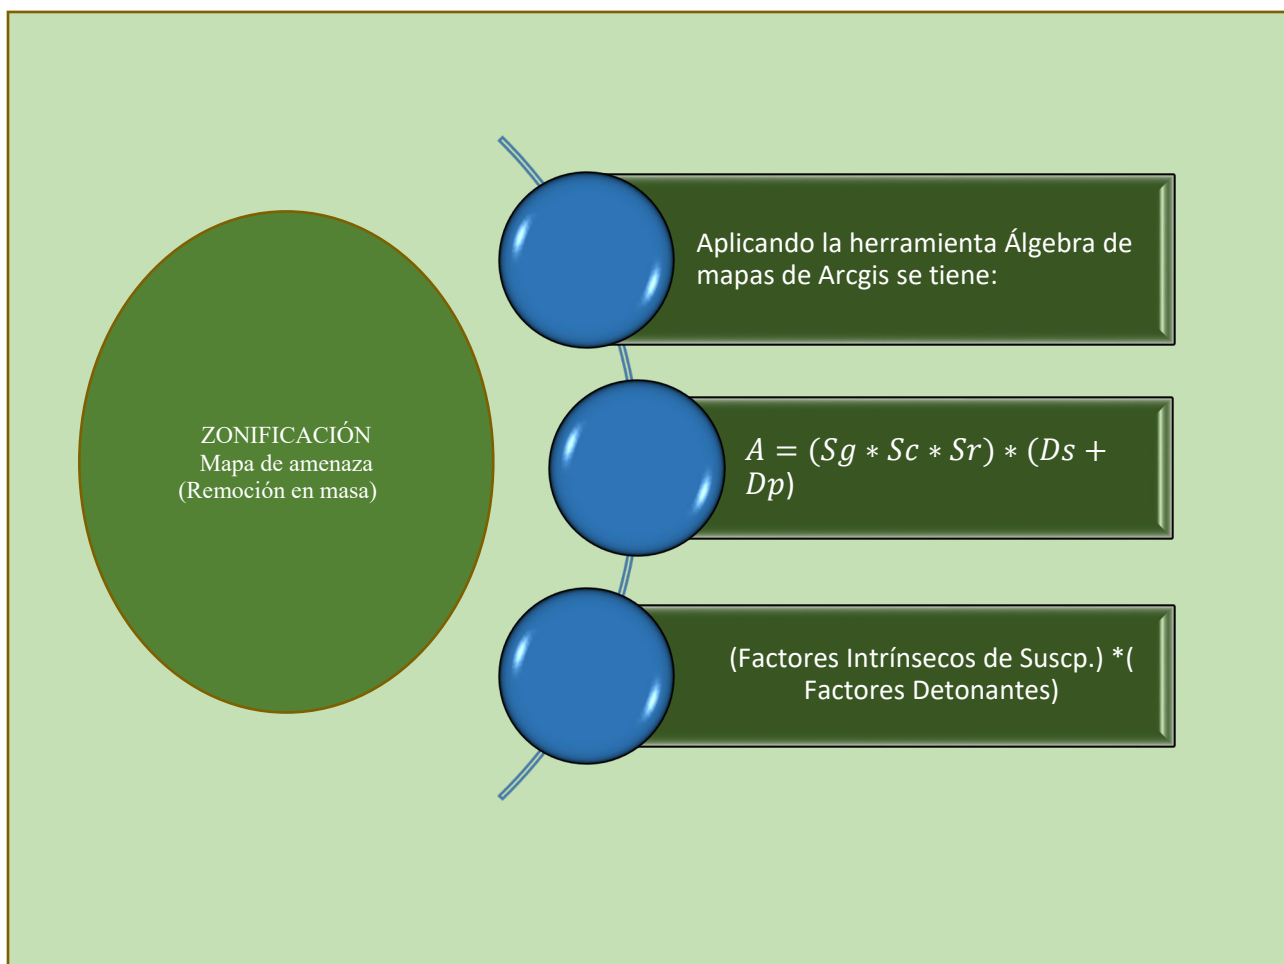 ZONIFICACIÓN
Mapa de amenaza
(Remoción en masa)
Aplicando la herramienta Álgebra de
mapas de Arcgis se tiene:
A = (Sg * Sc * Sr) * (Ds +
Dp)
(Factores Intrínsecos de Suscp.) *(
Factores Detonantes)